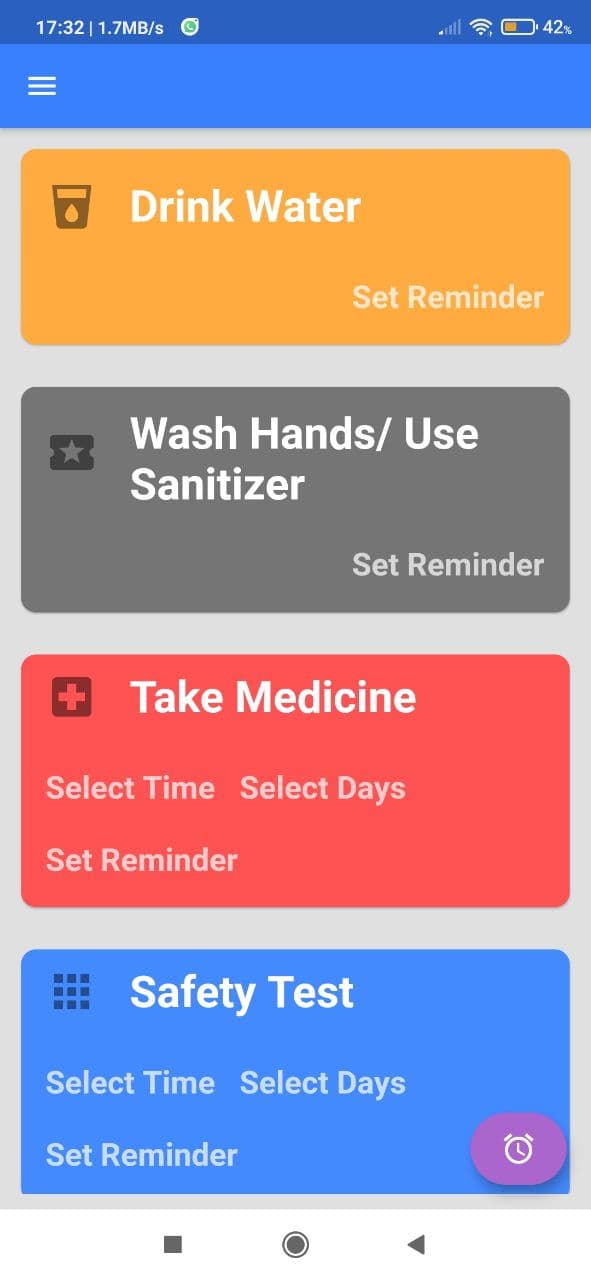 17:32 | 1.7MB/s 42%
Drink Water
Set Reminder
Wash Hands/ Use
Sanitizer
Set Reminder
Take Medicine
Select Time Select Days
Set Reminder
Safety Test
Select Time Select Days
Set Reminder